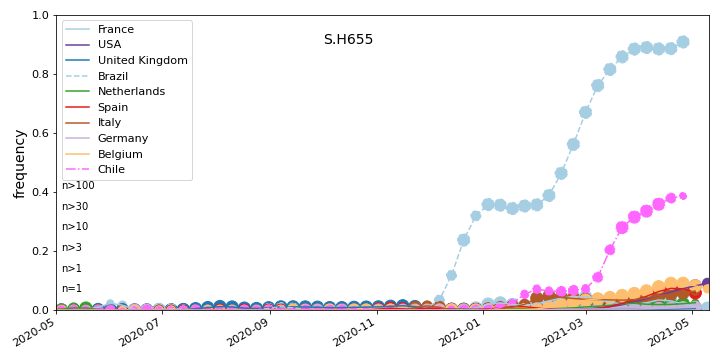 S.H655
frequency
1.0
0.8
0.6
0.4
0.2
0.0
France
USA
United Kingdom
Brazil
Netherlands
Spain
Italy
Germany
Belgium
Chile
n>100
n>30
n>10
n>3
n>1
n=1
2020-05
2020-07
2020-09
2020-11
2021-01
2021-03
2021-05